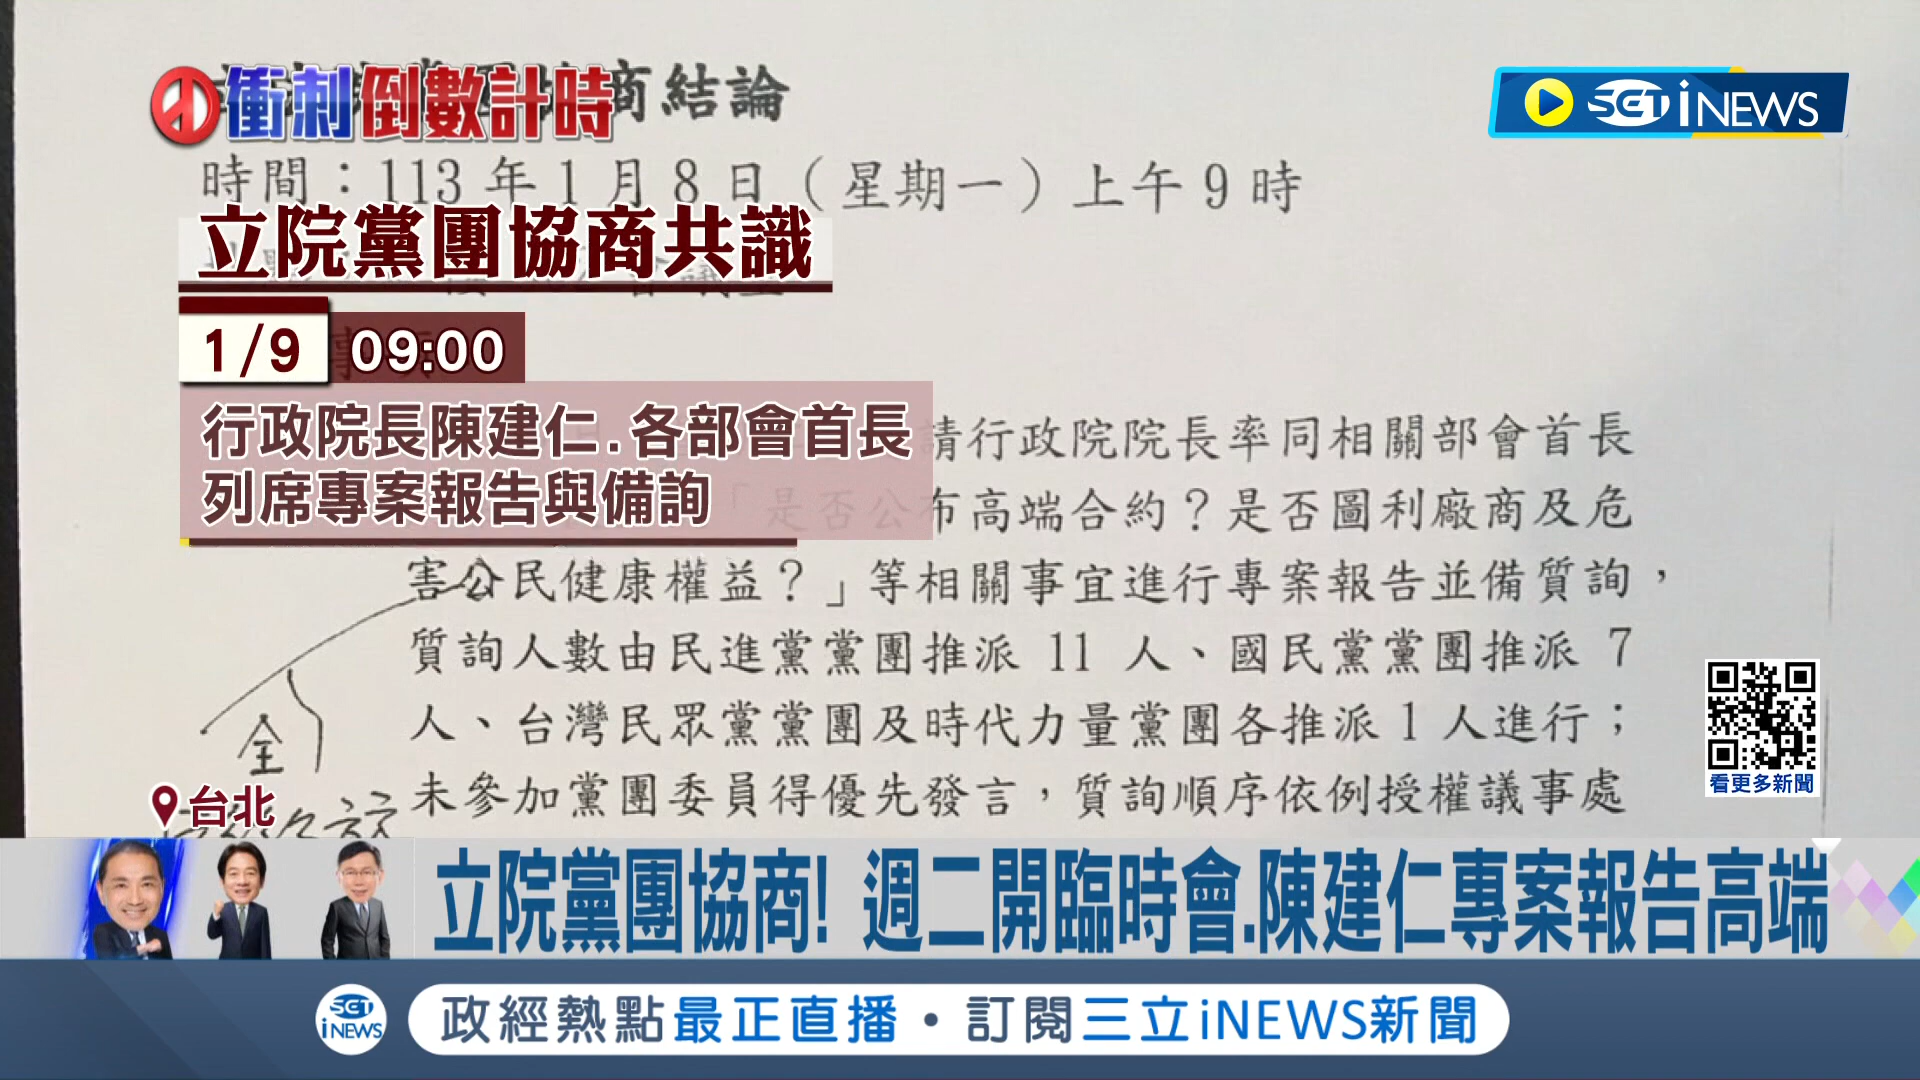 衝刺倒數計時
商結論
SET iNEWS
時間：113 年 1 月 8 日（星期一）上午 9 時
立院黨團協商共識
1/9 09:00
行政院長陳建仁.各部會首長
列席專案報告與備詢
請行政院院長率同相關部會首長
「是否公布高端合約？是否圖利廠商及危
害公民健康權益？」等相關事宜進行專案報告並備質詢，
質詢人數由民進黨黨團推派 11 人、國民黨黨團推派 7
人、台灣民眾黨黨團及時代力量黨團各推派 1 人進行；
全
未參加黨團委員得優先發言，質詢順序依例授權議事處
看更多新聞
台北
立院黨團協商! 週二開臨時會.陳建仁專案報告高端
SET iNEWS
政經熱點最正直播・訂閱三立iNEWS新聞